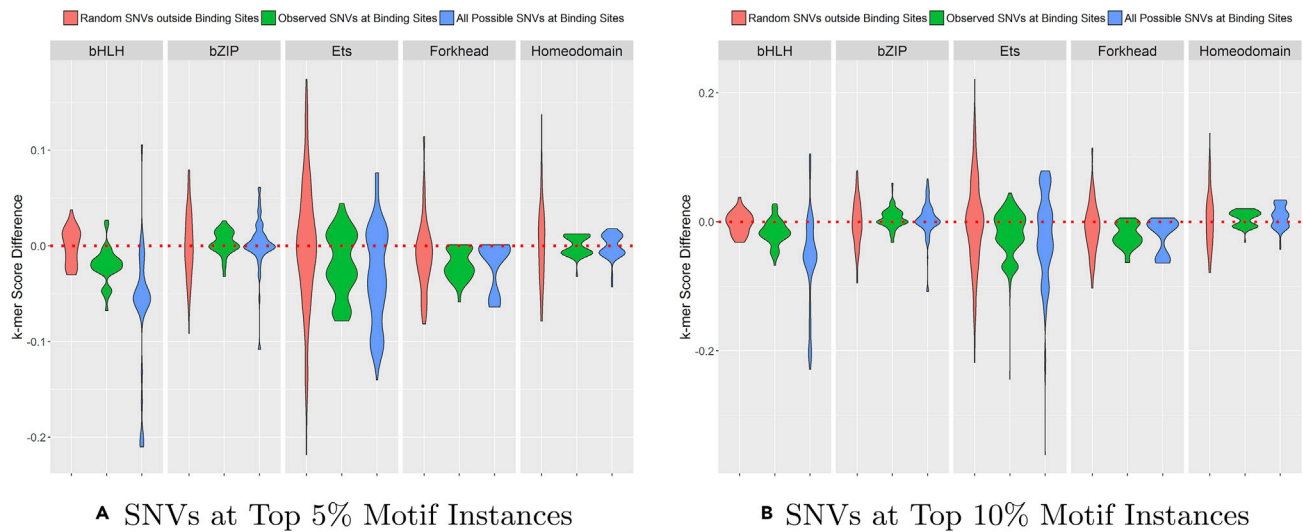 Random SNVs outside Binding Sites Observed SNVs at Binding Sites All Possible SNVs at Binding Sites
bHLH bZIP Ets Forkhead Homeodomain
k-mer Score Difference
0.1
0.0
-0.1
-0.2
A SNVs at Top 5% Motif Instances
Random SNVs outside Binding Sites Observed SNVs at Binding Sites All Possible SNVs at Binding Sites
bHLH bZIP Ets Forkhead Homeodomain
k-mer Score Difference
0.2
0.0
-0.2
B SNVs at Top 10% Motif Instances